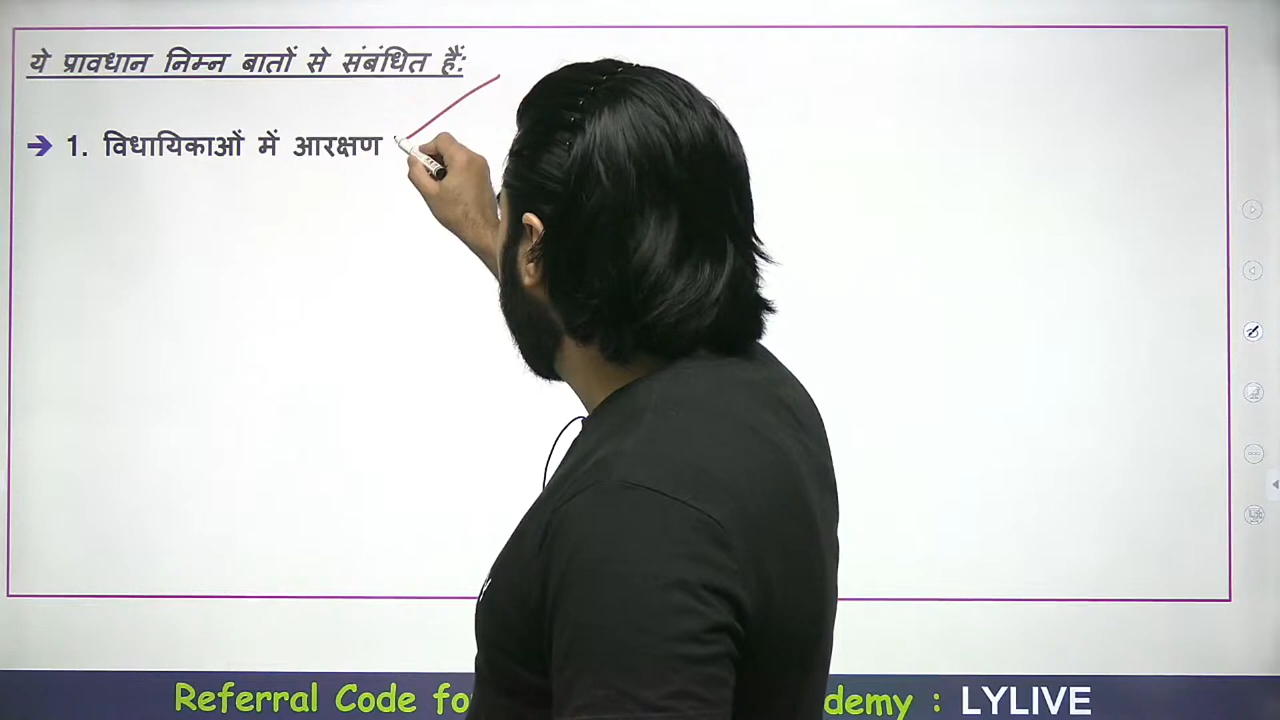 ये प्रावधान निम्न बातों से संबंधित हैं:
➔ 1. विधायिकाओं में आरक्षण
Referral Code fo demy : LYLIVE